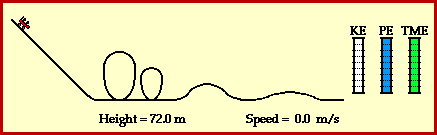 KE PE TME
Height = 72.0 m Speed = 0.0 m/s